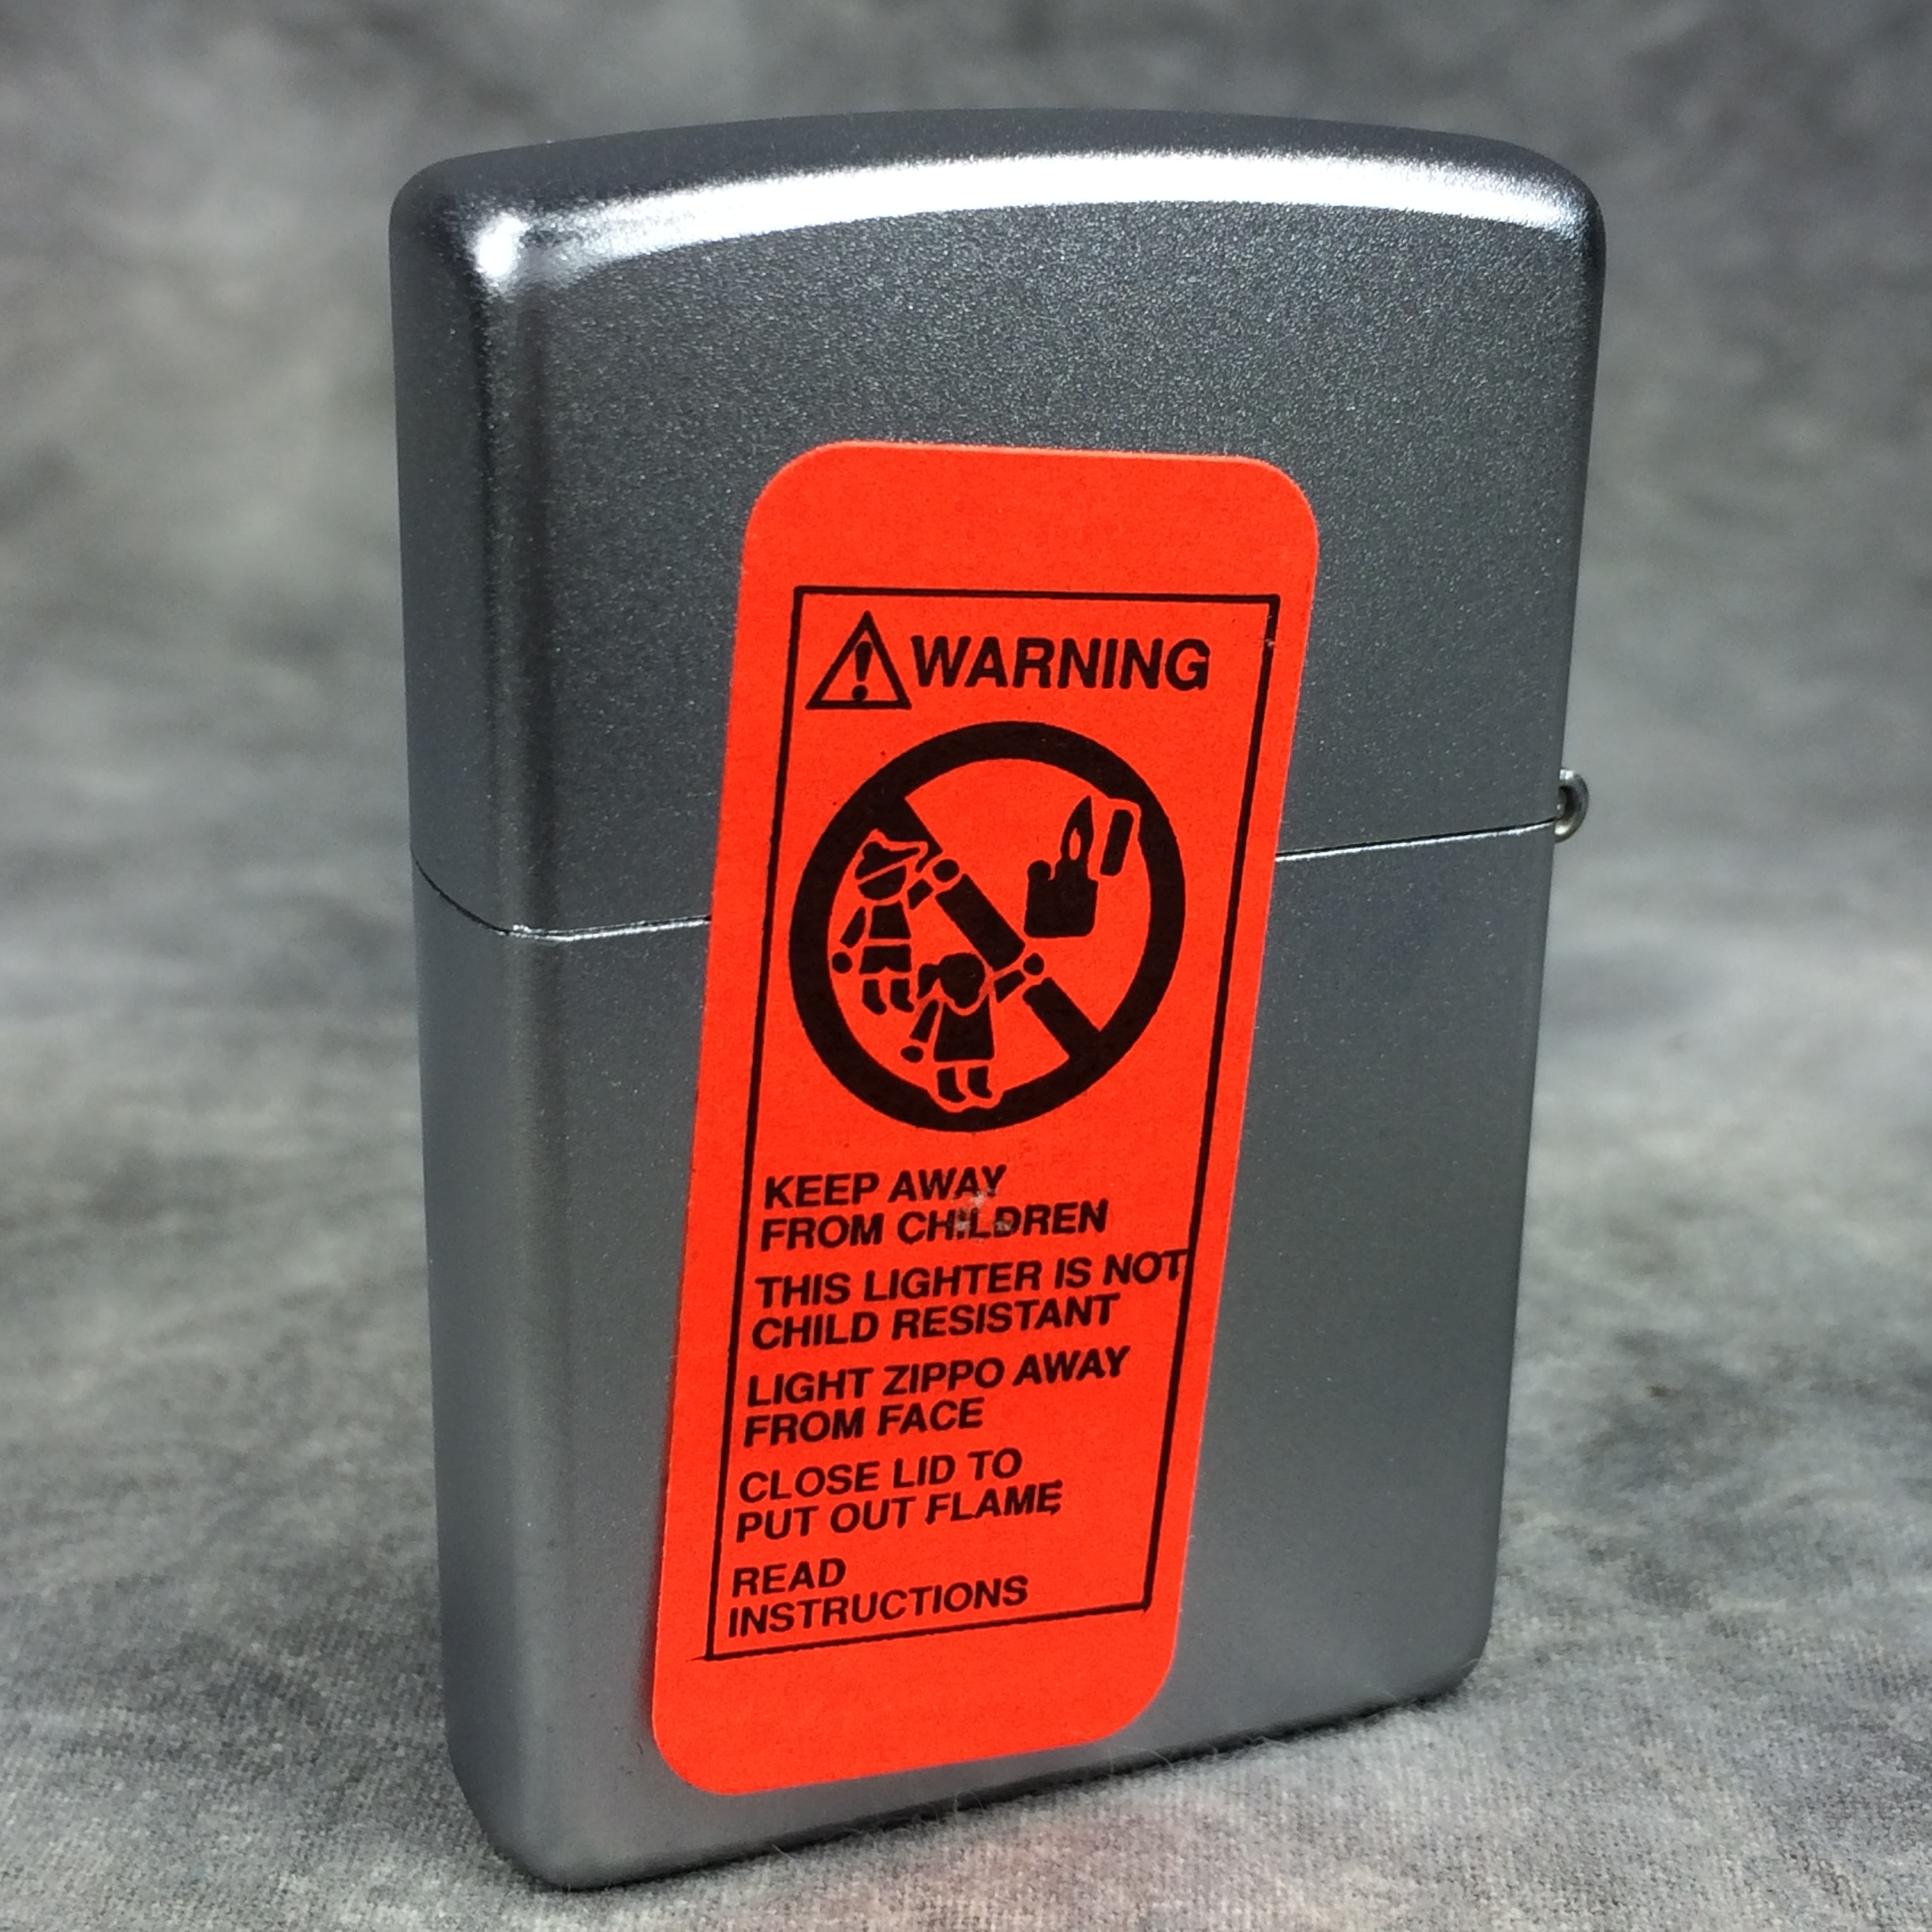 WARNING
KEEP AWAY
FROM CHILDREN
THIS LIGHTER IS NOT
CHILD RESISTANT
LIGHT ZIPPO AWAY
FROM FACE
CLOSE LID TO
PUT OUT FLAME
READ
INSTRUCTIONS